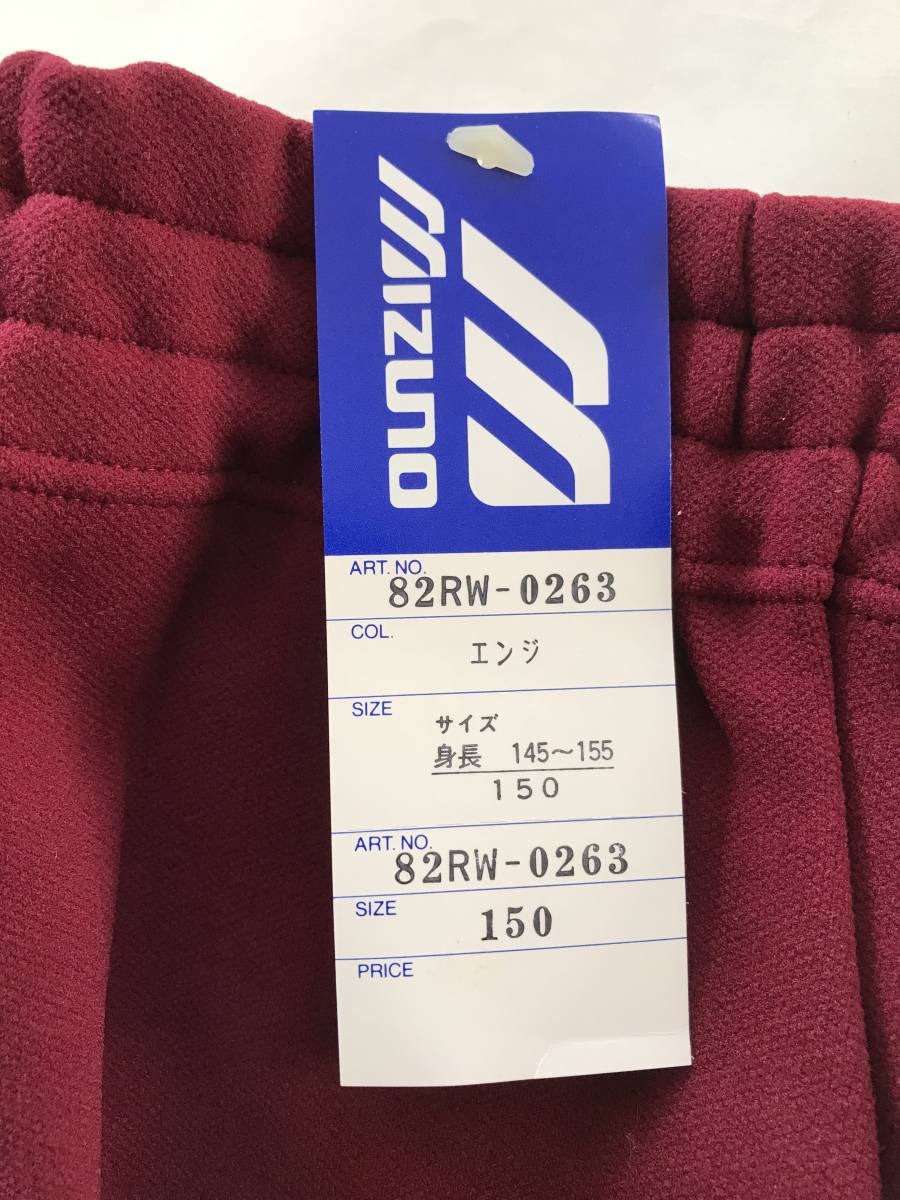 MIZUNO
ART. NO.
82RW-0263
COL.
エンジ
SIZE
サイズ
身長 145～155
150
ART. NO.
82RW-0263
SIZE
150
PRICE